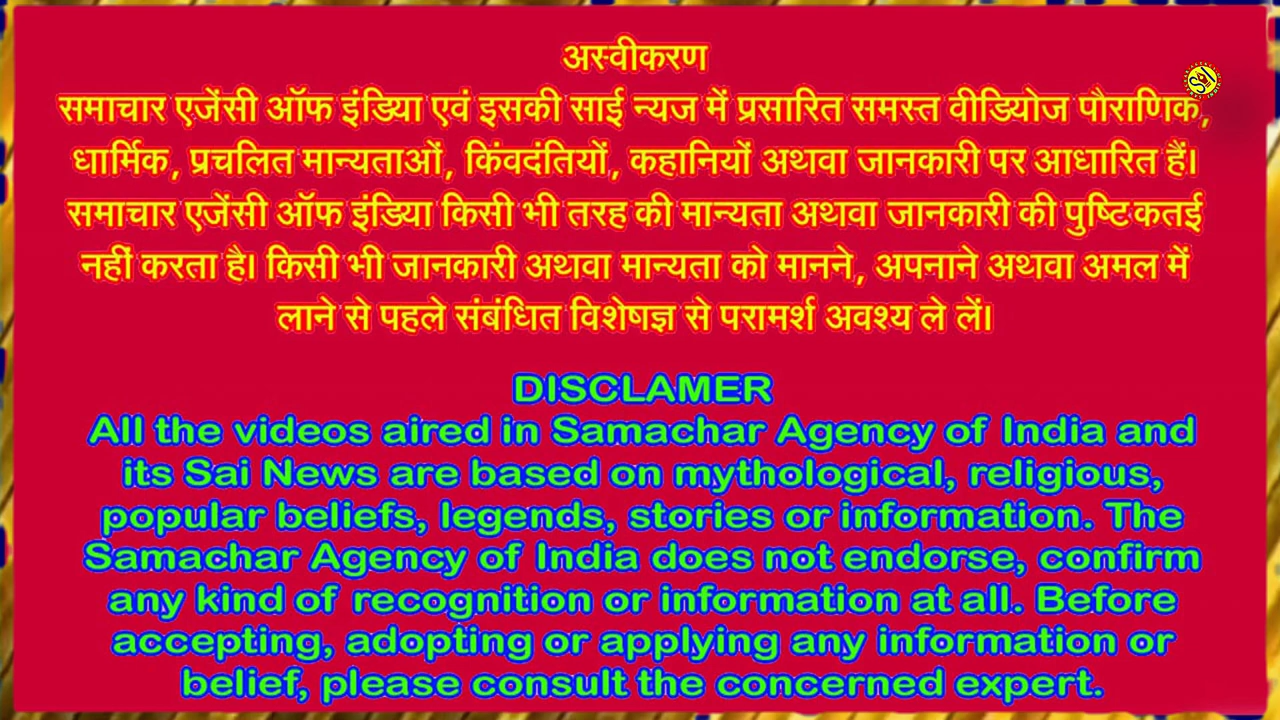 अस्वीकरण
SAI
समाचार एजेंसी ऑफ इंडिया एवं इसकी साई न्यज में प्रसारित समस्त वीडियोज पौराणिक,
धार्मिक, प्रचलित मान्यताओं, किंवदंतियों, कहानियों अथवा जानकारी पर आधारित हैं।
समाचार एजेंसी ऑफ इंडिया किसी भी तरह की मान्यता अथवा जानकारी की पुष्टि कतई
नहीं करता है। किसी भी जानकारी अथवा मान्यता को मानने, अपनाने अथवा अमल में
लाने से पहले संबंधित विशेषज्ञ से परामर्श अवश्य ले लें।
DISCLAMER
All the videos aired in Samachar Agency of India and
its Sai News are based on mythological, religious,
popular beliefs, legends, stories or information. The
Samachar Agency of India does not endorse, confirm
any kind of recognition or information at all. Before
accepting, adopting or applying any information or
belief, please consult the concerned expert.